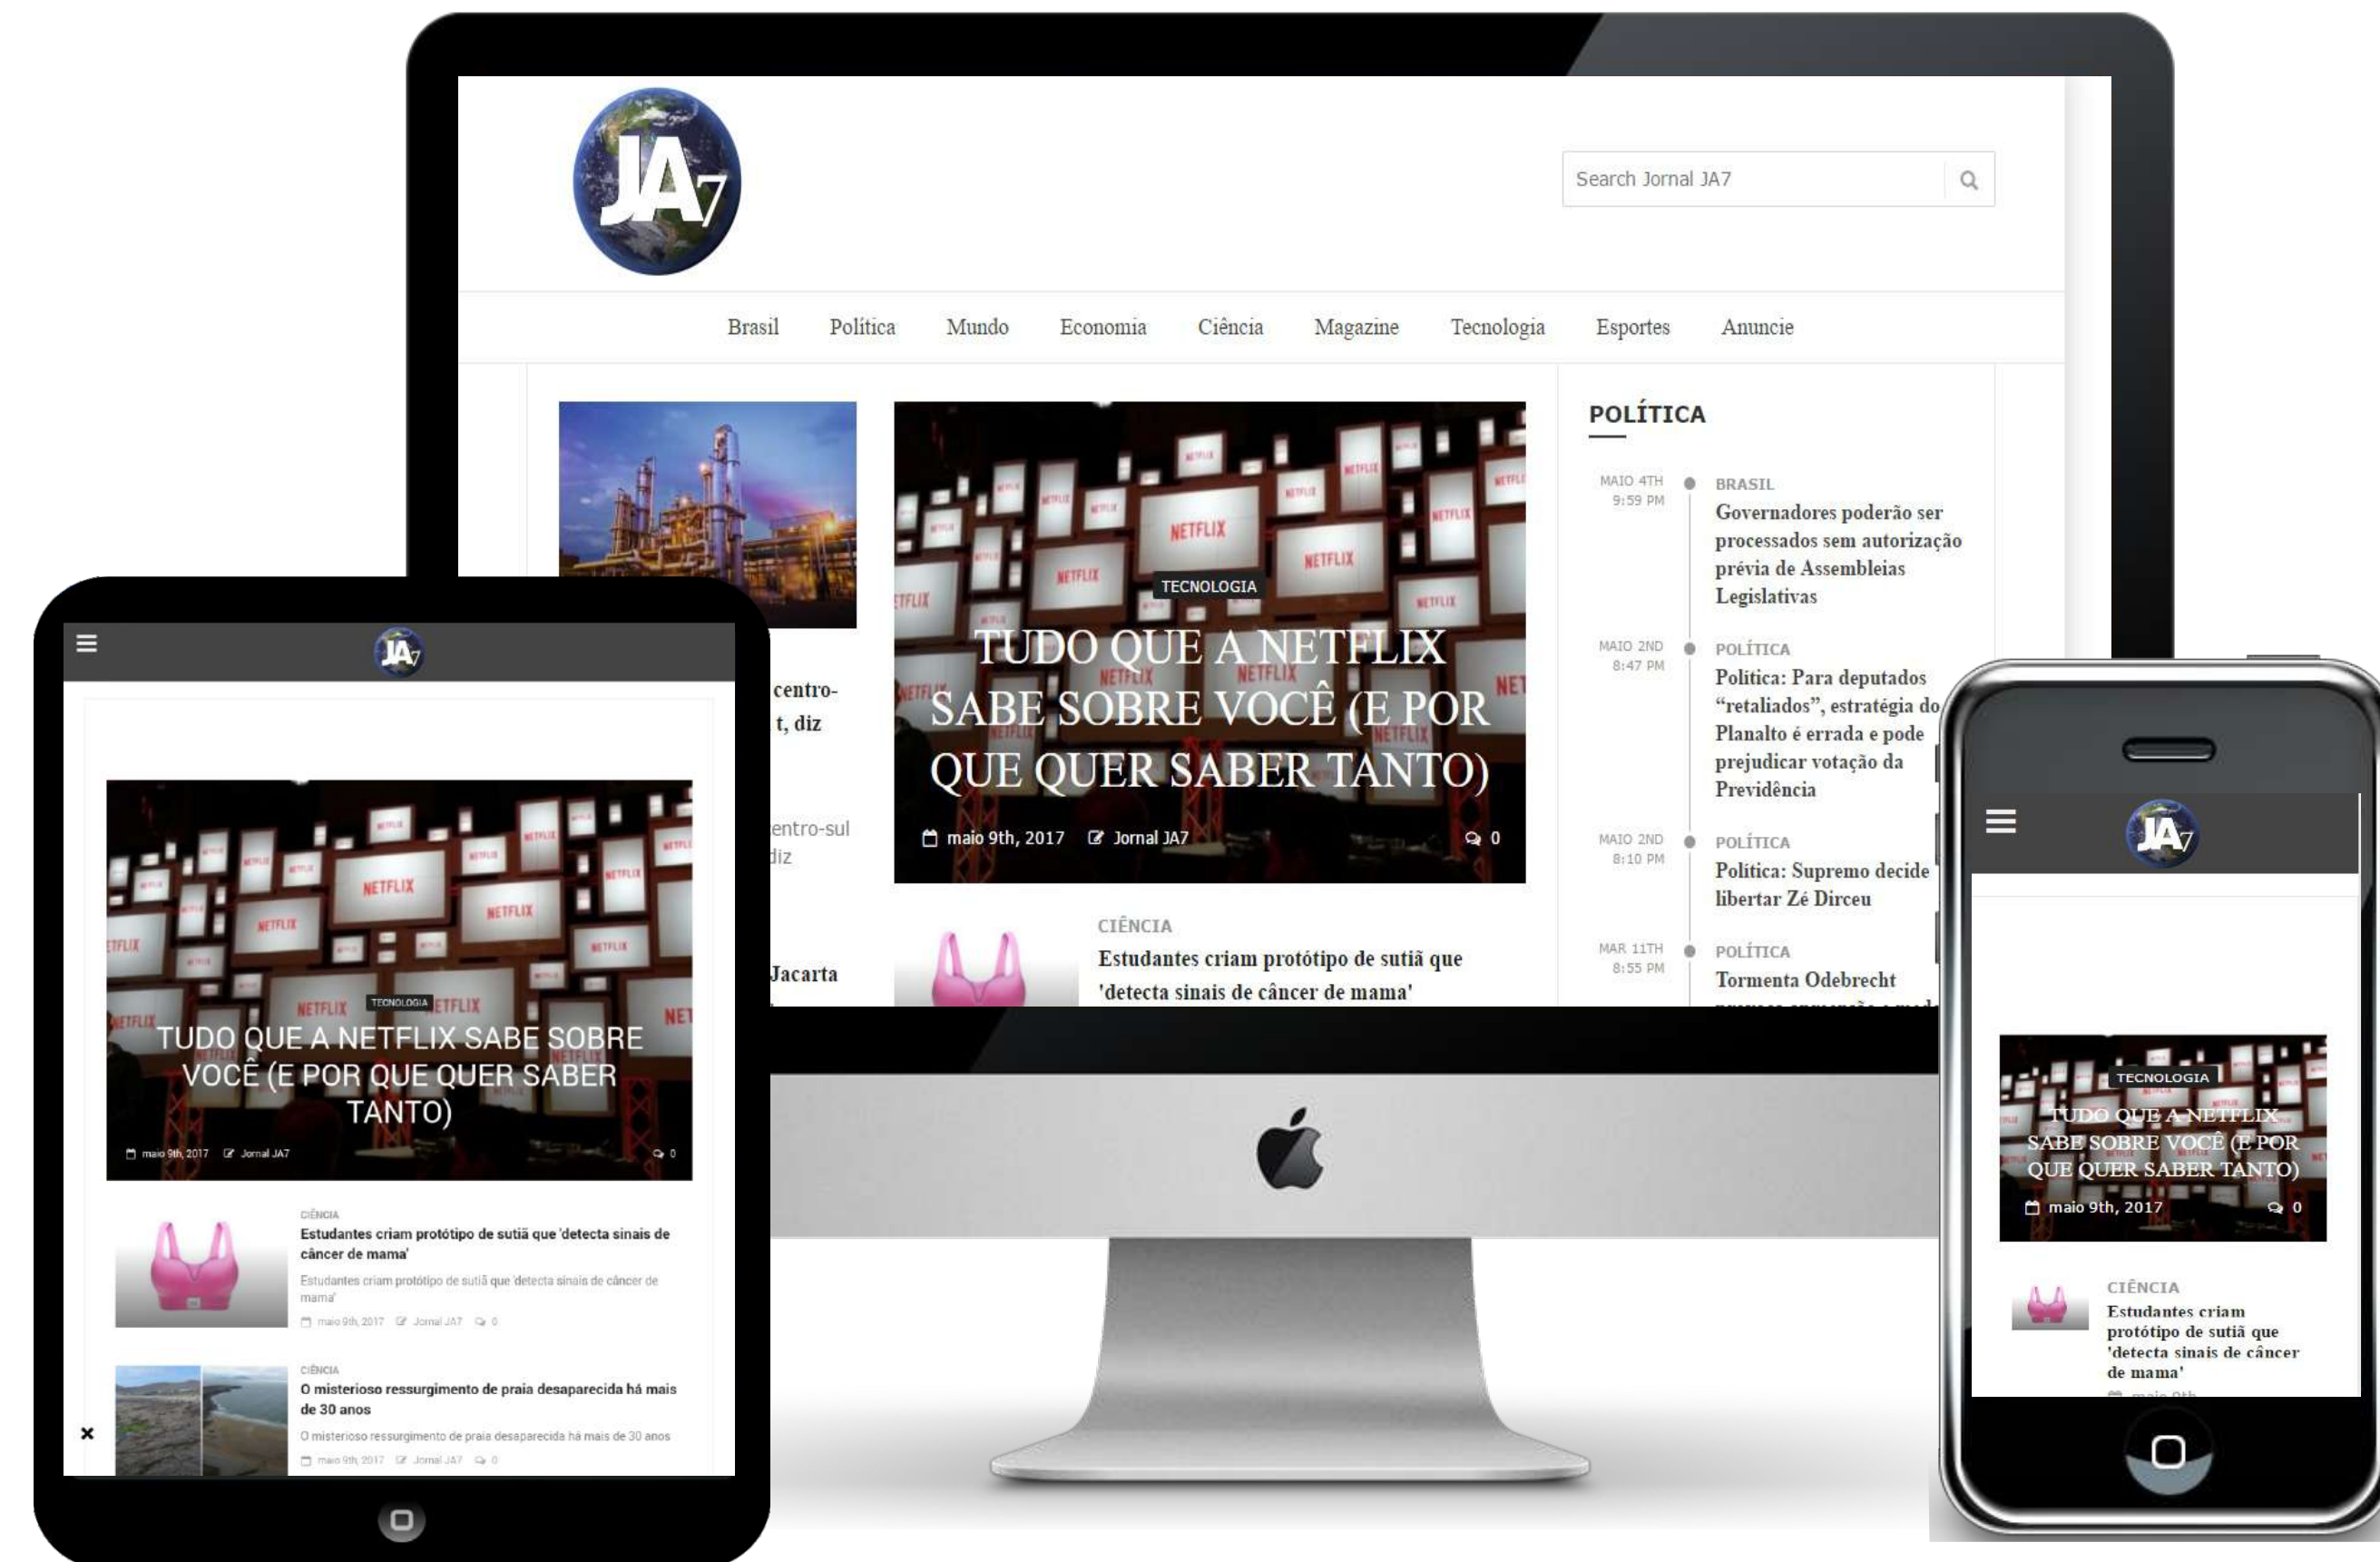 JA7
Search Jornal JA7
Brasil Política Mundo Economia Ciência Magazine Tecnologia Esportes Anuncie
NETFLIX
NETFLIX
NETFLIX
TECNOLOGIA
TUDO QUE A NETFLIX
SABE SOBRE VOCÊ (E POR
QUE QUER SABER TANTO)
maio 9th, 2017 Jornal JA7 0
centro-
t, diz
entro-sul
diz
Jacarta
CIÊNCIA
Estudantes criam protótipo de sutiã que
'detecta sinais de câncer de mama'
POLÍTICA
MAIO 4TH
9:59 PM
BRASIL
Governadores poderão ser
processados sem autorização
prévia de Assembleias
Legislativas
MAIO 2ND
8:47 PM
POLÍTICA
Política: Para deputados
“retaliados”, estratégia do
Planalto é errada e pode
prejudicar votação da
Previdência
MAIO 2ND
8:10 PM
POLÍTICA
Política: Supremo decide
libertar Zé Dirceu
MAR 11TH
8:55 PM
POLÍTICA
Tormenta Odebrecht
JA7
NETFLIX
NETFLIX
NETFLIX
TECNOLOGIA
TUDO QUE A NETFLIX SABE SOBRE
VOCÊ (E POR QUE QUER SABER
TANTO)
maio 9th, 2017 Jornal JA7 0
CIÊNCIA
Estudantes criam protótipo de sutiã que 'detecta sinais de
câncer de mama'
Estudantes criam protótipo de sutiã que 'detecta sinais de câncer de
mama'
maio 9th, 2017 Jornal JA7 0
CIÊNCIA
O misterioso ressurgimento de praia desaparecida há mais
de 30 anos
O misterioso ressurgimento de praia desaparecida há mais de 30 anos
maio 9th, 2017 Jornal JA7 0
JA7
TECNOLOGIA
TUDO QUE A NETFLIX
SABE SOBRE VOCÊ (E POR
QUE QUER SABER TANTO)
maio 9th, 2017 0
CIÊNCIA
Estudantes criam
protótipo de sutiã que
'detecta sinais de câncer
de mama'